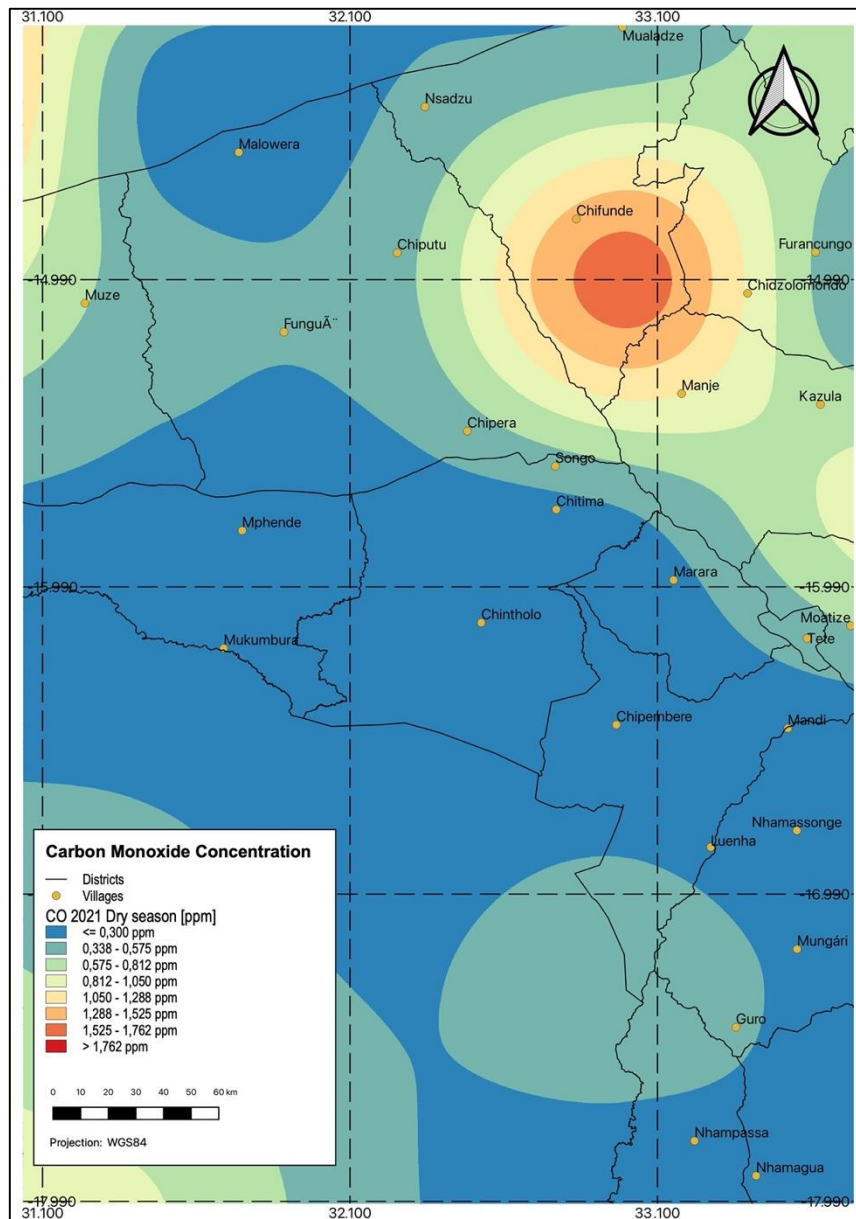 31.100 32.100 33.100
Mualadze
Nsadzu
Malowera
Chifunde
Chiputu
Furancungo
-14.990 -14.990
Chidzolomondo
Muze
FunguÃ¨
Manje
Kazula
Chipera
Songo
Chitima
Mphende
Marara
-15.990 -15.990
Chintholo
Moatize
Tete
Mukumbura
Chipembere
Mandi
Nhamassonge
Luenha
-16.990
Mungári
Guro
Nhampassa
Nhamagua
Carbon Monoxide Concentration
Districts
Villages
CO 2021 Dry season [ppm]
<= 0,300 ppm
0,338 - 0,575 ppm
0,575 - 0,812 ppm
0,812 - 1,050 ppm
1,050 - 1,288 ppm
1,288 - 1,525 ppm
1,525 - 1,762 ppm
> 1,762 ppm
0 10 20 30 40 50 60 km
Projection: WGS84
-17.990 -17.990
31.100 32.100 33.100